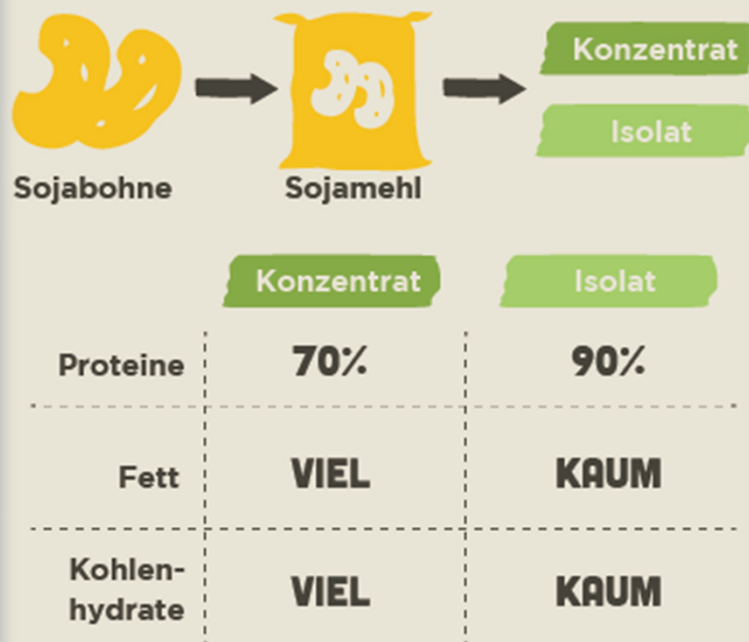 Konzentrat
Isolat
Sojabohne
Sojamehl
Konzentrat
Isolat
Proteine
70%
90%
Fett
VIEL
KAUM
Kohlen-
hydrate
VIEL
KAUM